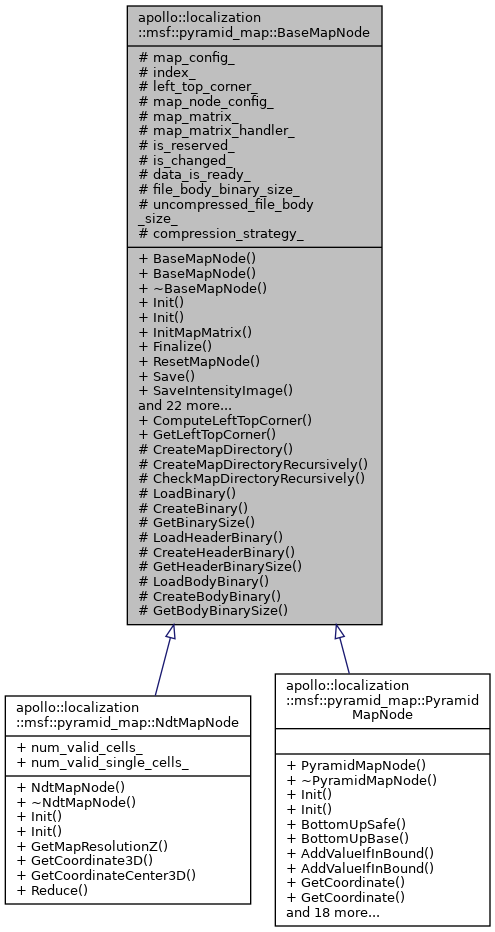 apollo::localization
::msf::pyramid_map::BaseMapNode
# map_config_
# index_
# left_top_corner_
# map_node_config_
# map_matrix_
# map_matrix_handler_
# is_reserved_
# is_changed_
# data_is_ready_
# file_body_binary_size_
# uncompressed_file_body
_size_
# compression_strategy_
+ BaseMapNode()
+ BaseMapNode()
+ ~BaseMapNode()
+ Init()
+ Init()
+ InitMapMatrix()
+ Finalize()
+ ResetMapNode()
+ Save()
+ SaveIntensityImage()
and 22 more...
+ ComputeLeftTopCorner()
+ GetLeftTopCorner()
# CreateMapDirectory()
# CreateMapDirectoryRecursively()
# CheckMapDirectoryRecursively()
# LoadBinary()
# CreateBinary()
# GetBinarySize()
# LoadHeaderBinary()
# CreateHeaderBinary()
# GetHeaderBinarySize()
# LoadBodyBinary()
# CreateBodyBinary()
# GetBodyBinarySize()
apollo::localization
::msf::pyramid_map::NdtMapNode
+ num_valid_cells_
+ num_valid_single_cells_
+ NdtMapNode()
+ ~NdtMapNode()
+ Init()
+ Init()
+ GetMapResolutionZ()
+ GetCoordinate3D()
+ GetCoordinateCenter3D()
+ Reduce()
apollo::localization
::msf::pyramid_map::Pyramid
MapNode
+ PyramidMapNode()
+ ~PyramidMapNode()
+ Init()
+ Init()
+ BottomUpSafe()
+ BottomUpBase()
+ AddValueIfInBound()
+ AddValueIfInBound()
+ GetCoordinate()
+ GetCoordinate()
and 18 more...